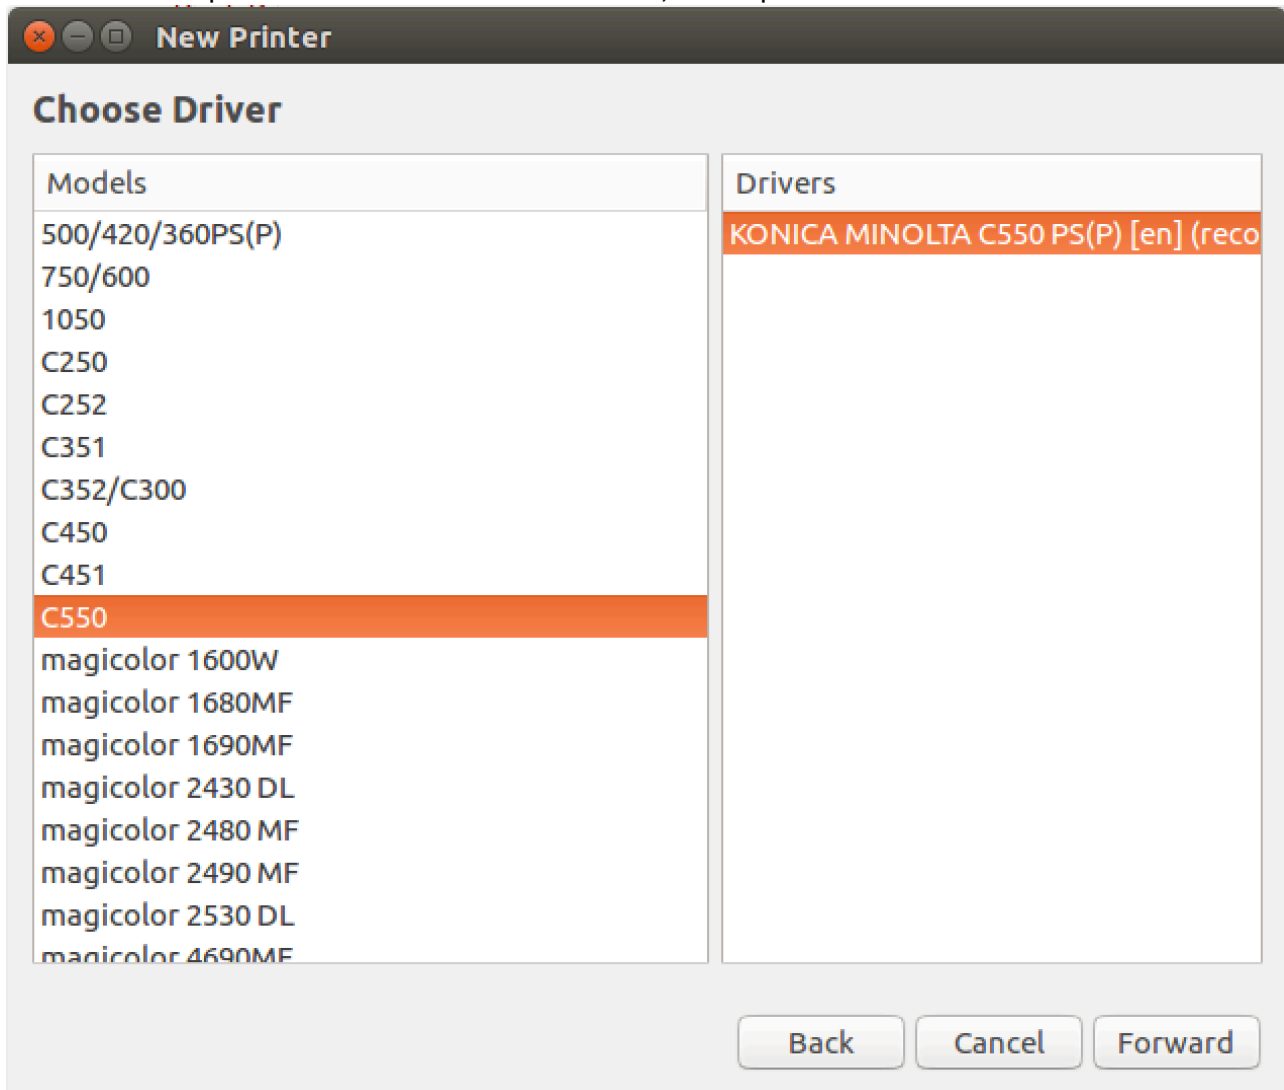 New Printer
Choose Driver
Models
500/420/360PS(P)
750/600
1050
C250
C252
C351
C352/C300
C450
C451
C550
magicolor 1600W
magicolor 1680MF
magicolor 1690MF
magicolor 2430 DL
magicolor 2480 MF
magicolor 2490 MF
magicolor 2530 DL
magicolor 4690MF
Drivers
KONICA MINOLTA C550 PS(P) [en] (reco
Back
Cancel
Forward